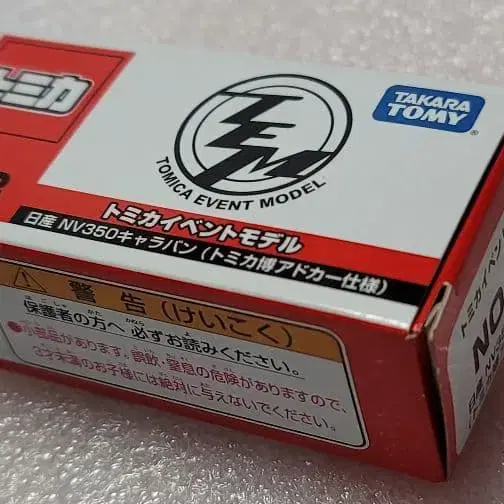 トミカ
TEM
TOMICA EVENT MODEL
TAKARA
TOMY
トミカイベントモデル
日産 NV350キャラバン (トミカ博アドカー仕様)
警告(けいこく)
保護者の方へ 必ずお読みください。
●小部品があります。誤飲・窒息の危険がありますので、
3才未満のお子様には絶対に与えないでください。
トミカイベ
NO
日産 NV